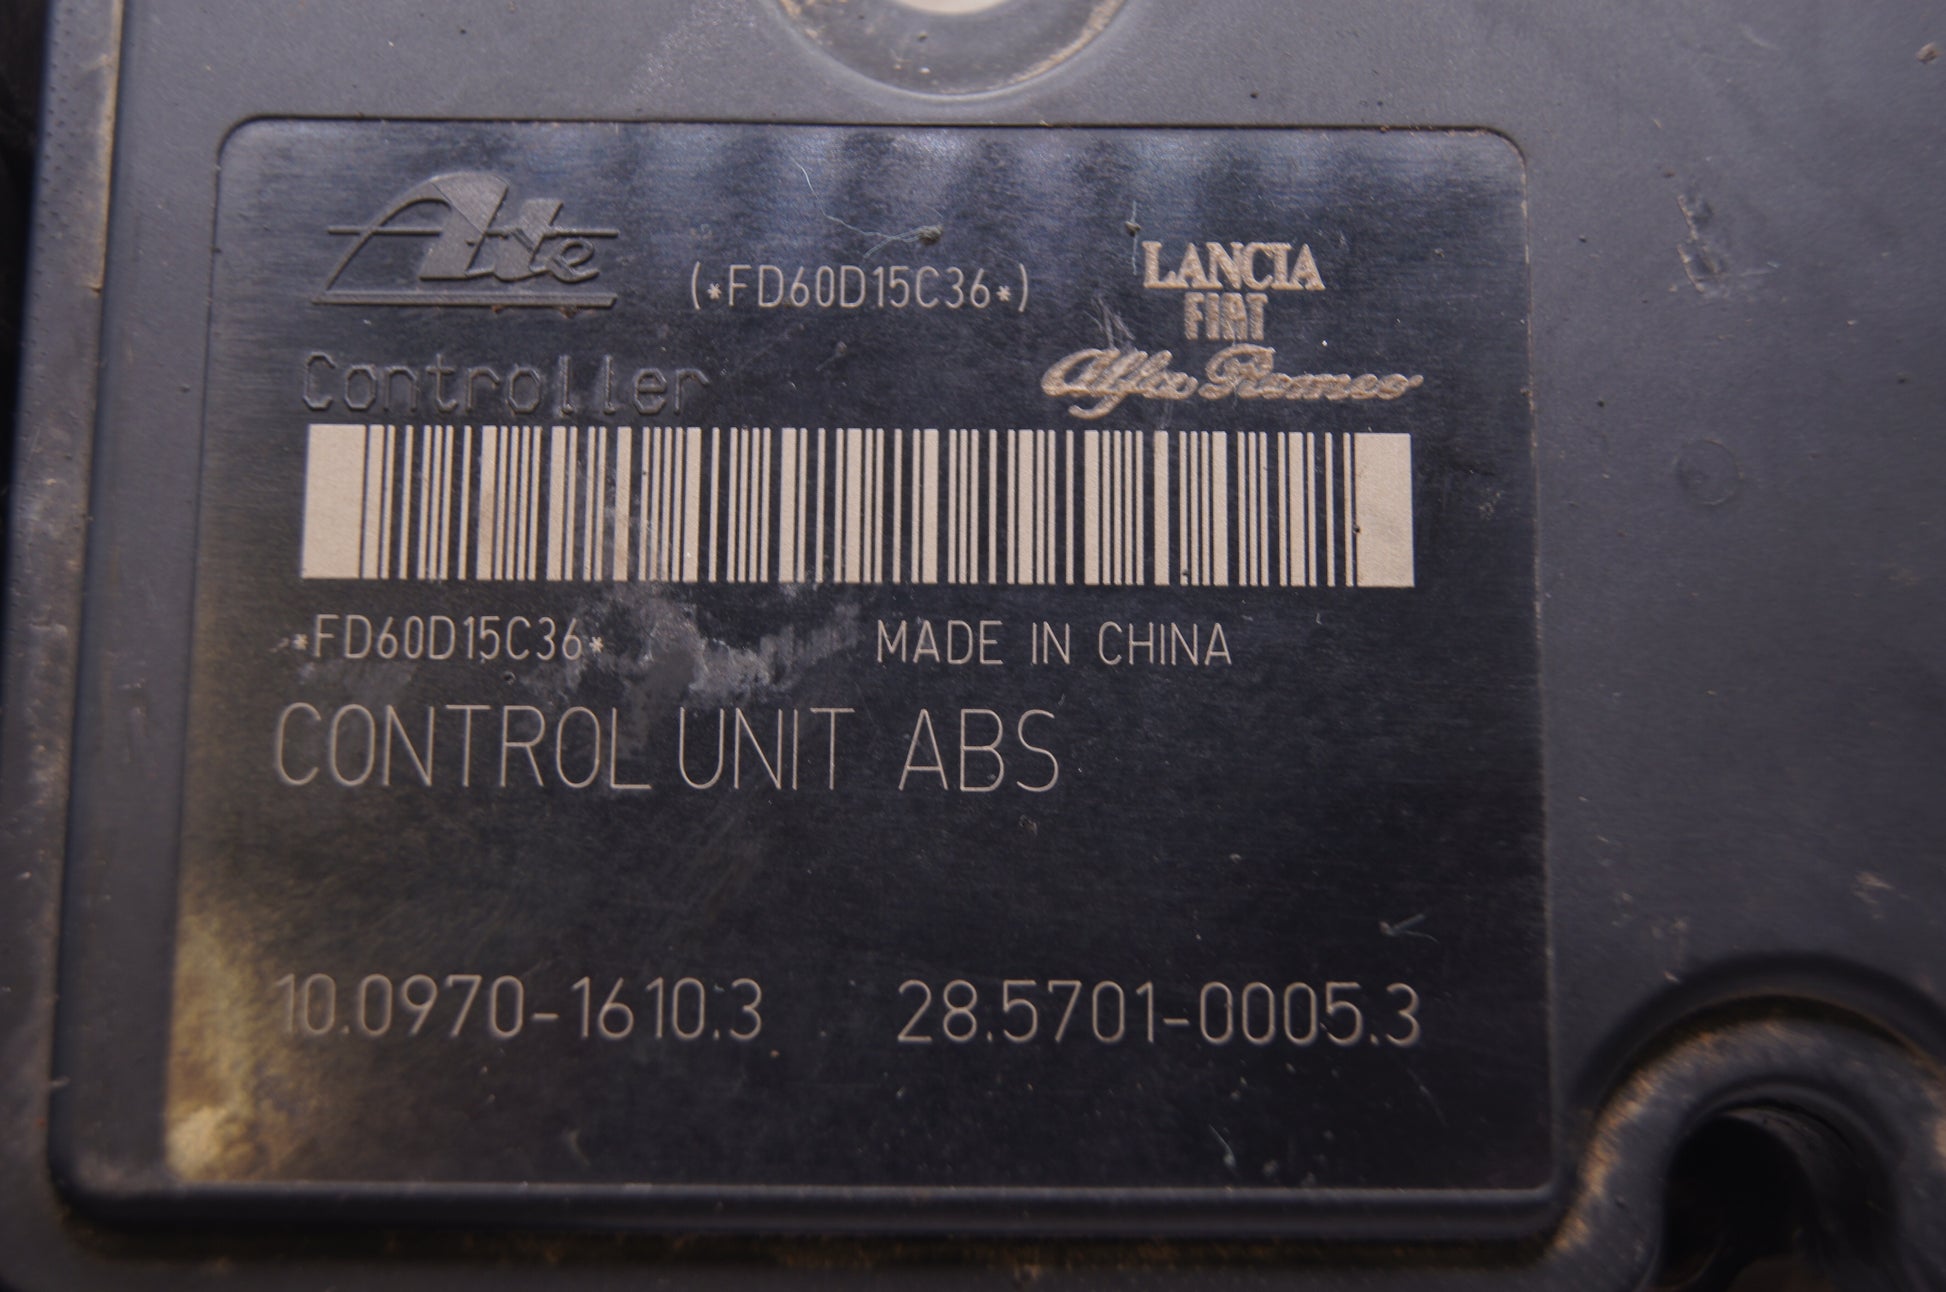 Ate
(*FD60D15C36*)
LANCIA
FIAT
Alfa Romeo
Controller
*FD60D15C36*
MADE IN CHINA
CONTROL UNIT ABS
10.0970-1610.3 28.5701-0005.3